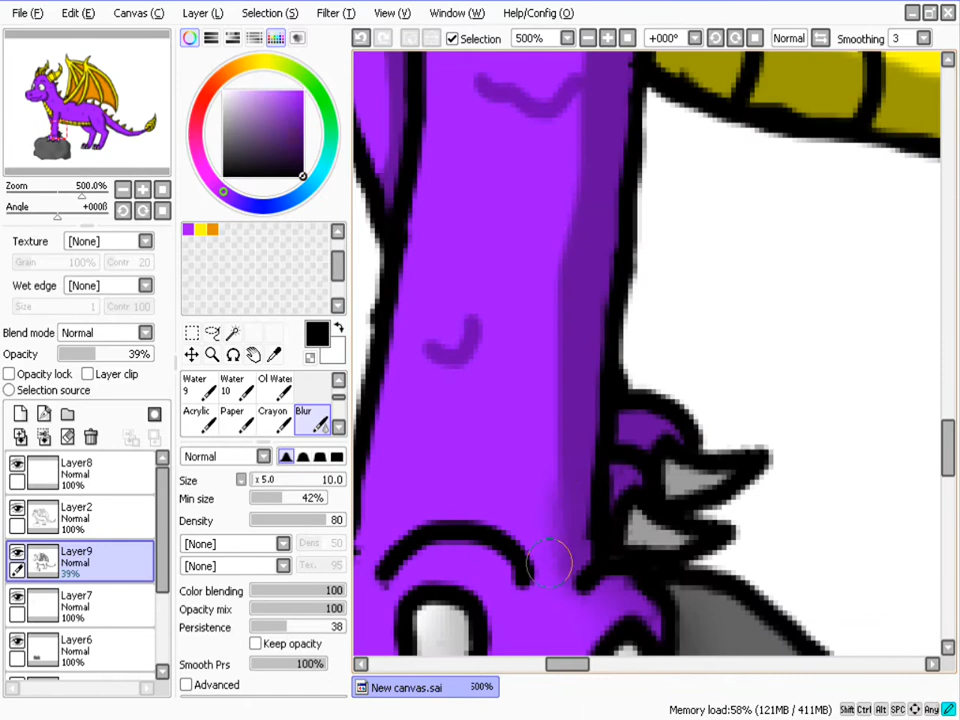 File (F) Edit (E) Canvas (C) Layer (L) Selection (S) Filter (T) View (V) Window (W) Help/Config (O)
Selection 500% +000° Normal Smoothing 3
Zoom 500.0%
Angle +000ß
Texture [None]
Grain 100% Contr 20
Wet edge [None]
Size 1 Contr 100
Blend mode Normal
Opacity 39%
Opacity lock Layer clip
Selection source
Layer8
Normal
100%
Layer2
Normal
100%
Layer9
Normal
39%
Layer7
Normal
100%
Layer6
Normal
100%
Water 9 Water 10 Ol Water
Acrylic Paper Crayon Blur
Normal
Size x 5.0 10.0
Min size 42%
Density 80
[None] Dens 50
[None] Tex. 95
Color blending 100
Opacity mix 100
Persistence 38
Keep opacity
Smooth Prs 100%
Advanced
New canvas.sai 500%
Memory load:58% (121MB / 411MB) Shift Ctrl Alt SPC Any